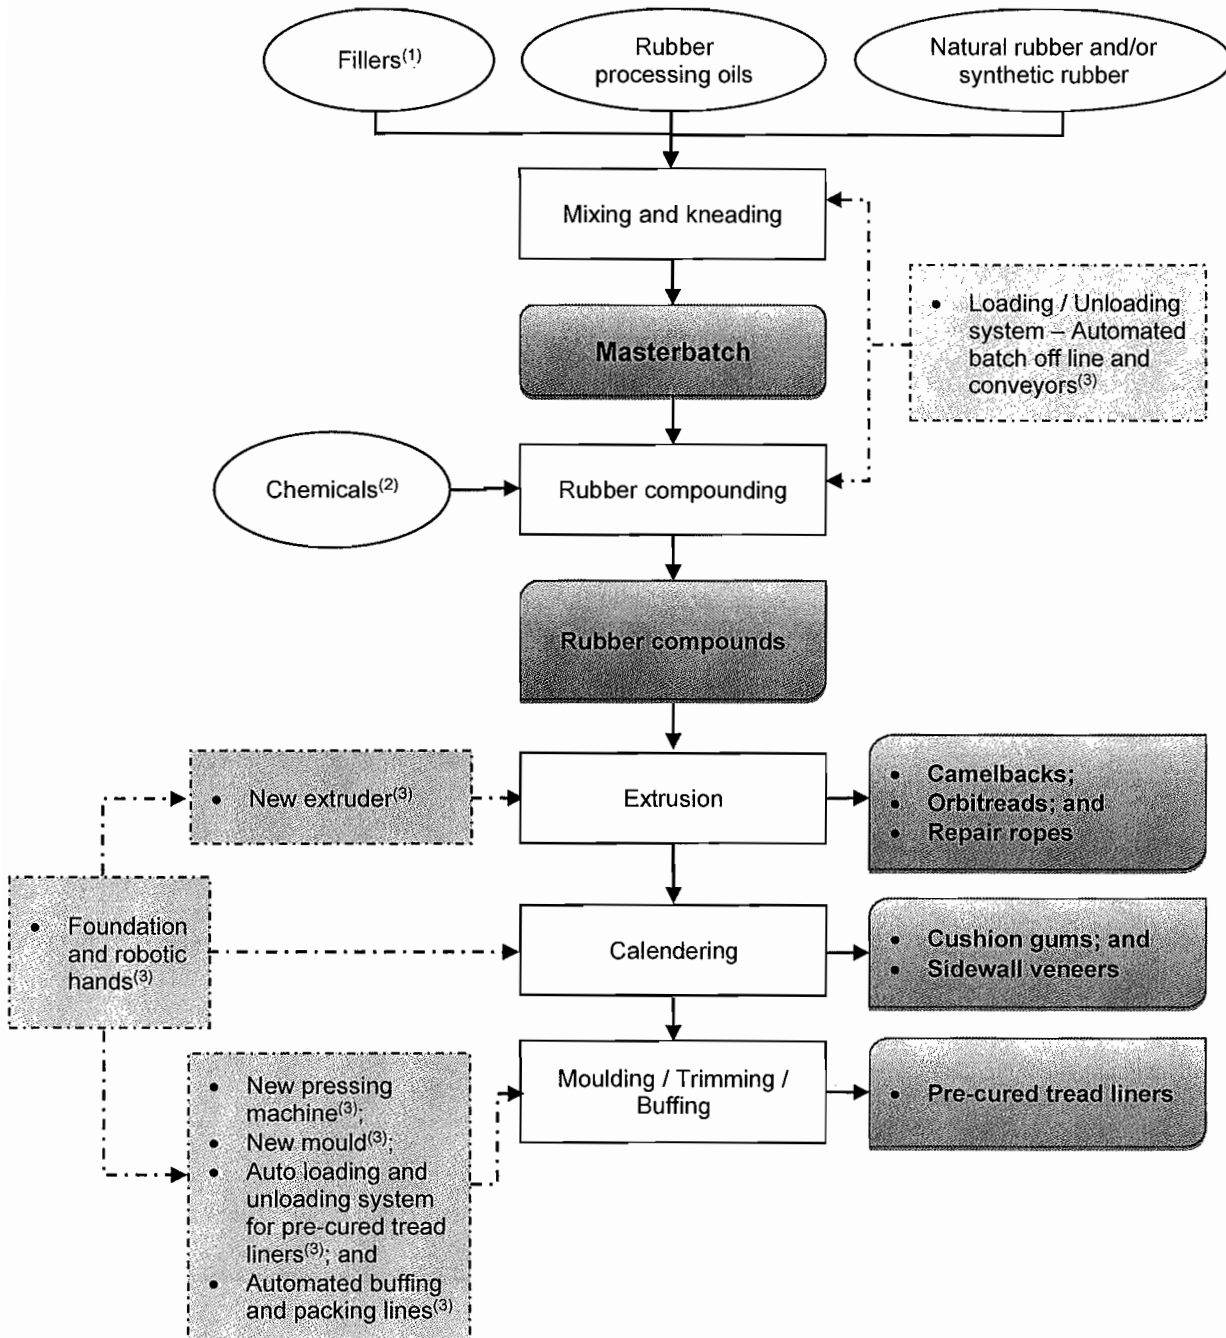 Fillers(1)
Rubber
processing oils
Natural rubber and/or
synthetic rubber
Mixing and kneading
• Loading / Unloading
system – Automated
batch off line and
conveyors(3)
Masterbatch
Chemicals(2)
Rubber compounding
Rubber compounds
• New extruder(3)
Extrusion
• Camelbacks;
• Orbitreads; and
• Repair ropes
• Foundation
and robotic
hands(3)
Calendering
• Cushion gums; and
• Sidewall veneers
• New pressing
machine(3);
• New mould(3);
• Auto loading and
unloading system
for pre-cured tread
liners(3); and
• Automated buffing
and packing lines(3)
Moulding / Trimming /
Buffing
• Pre-cured tread liners